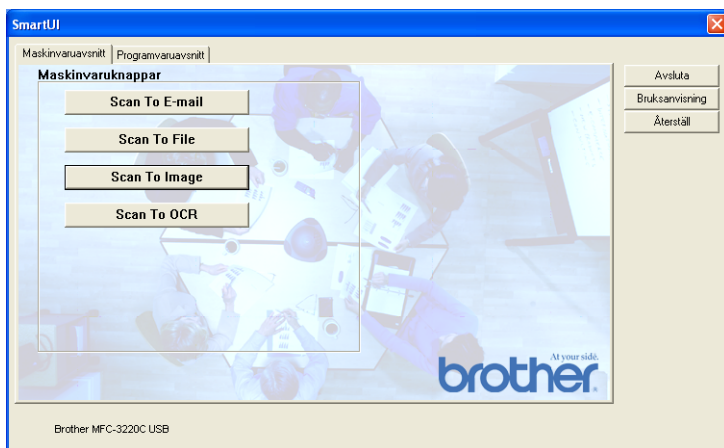 SmartUI
Maskinvaruavsnitt
Programvaruavsnitt
Maskinvaruknappar
Scan To E-mail
Scan To File
Scan To Image
Scan To OCR
Avsluta
Bruksanvisning
Återställ
At your side.
brother
Brother MFC-3220C USB